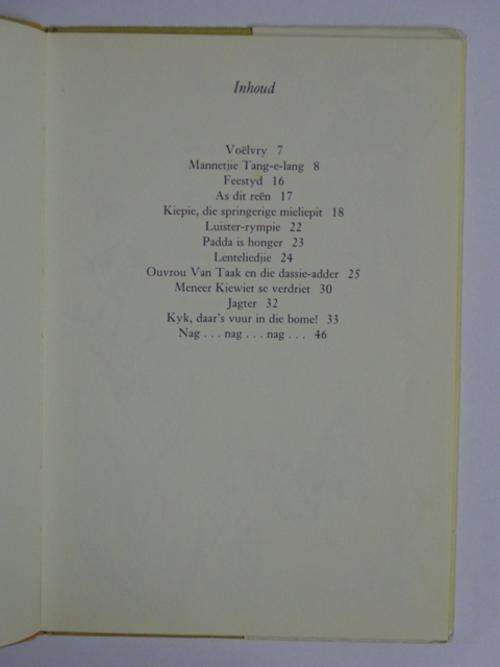 Inhoud
Voëlvry 7
Mannetjie Tang-e-lang 8
Feestyd 16
As dit reën 17
Kiepie, die springerige mieliepit 18
Luister-rympie 22
Padda is honger 23
Lenteliedjie 24
Ouvrou Van Taak en die dassie-adder 25
Meneer Kiewiet se verdriet 30
Jagter 32
Kyk, daar's vuur in die bome! 33
Nag . . . nag . . . nag . . . 46